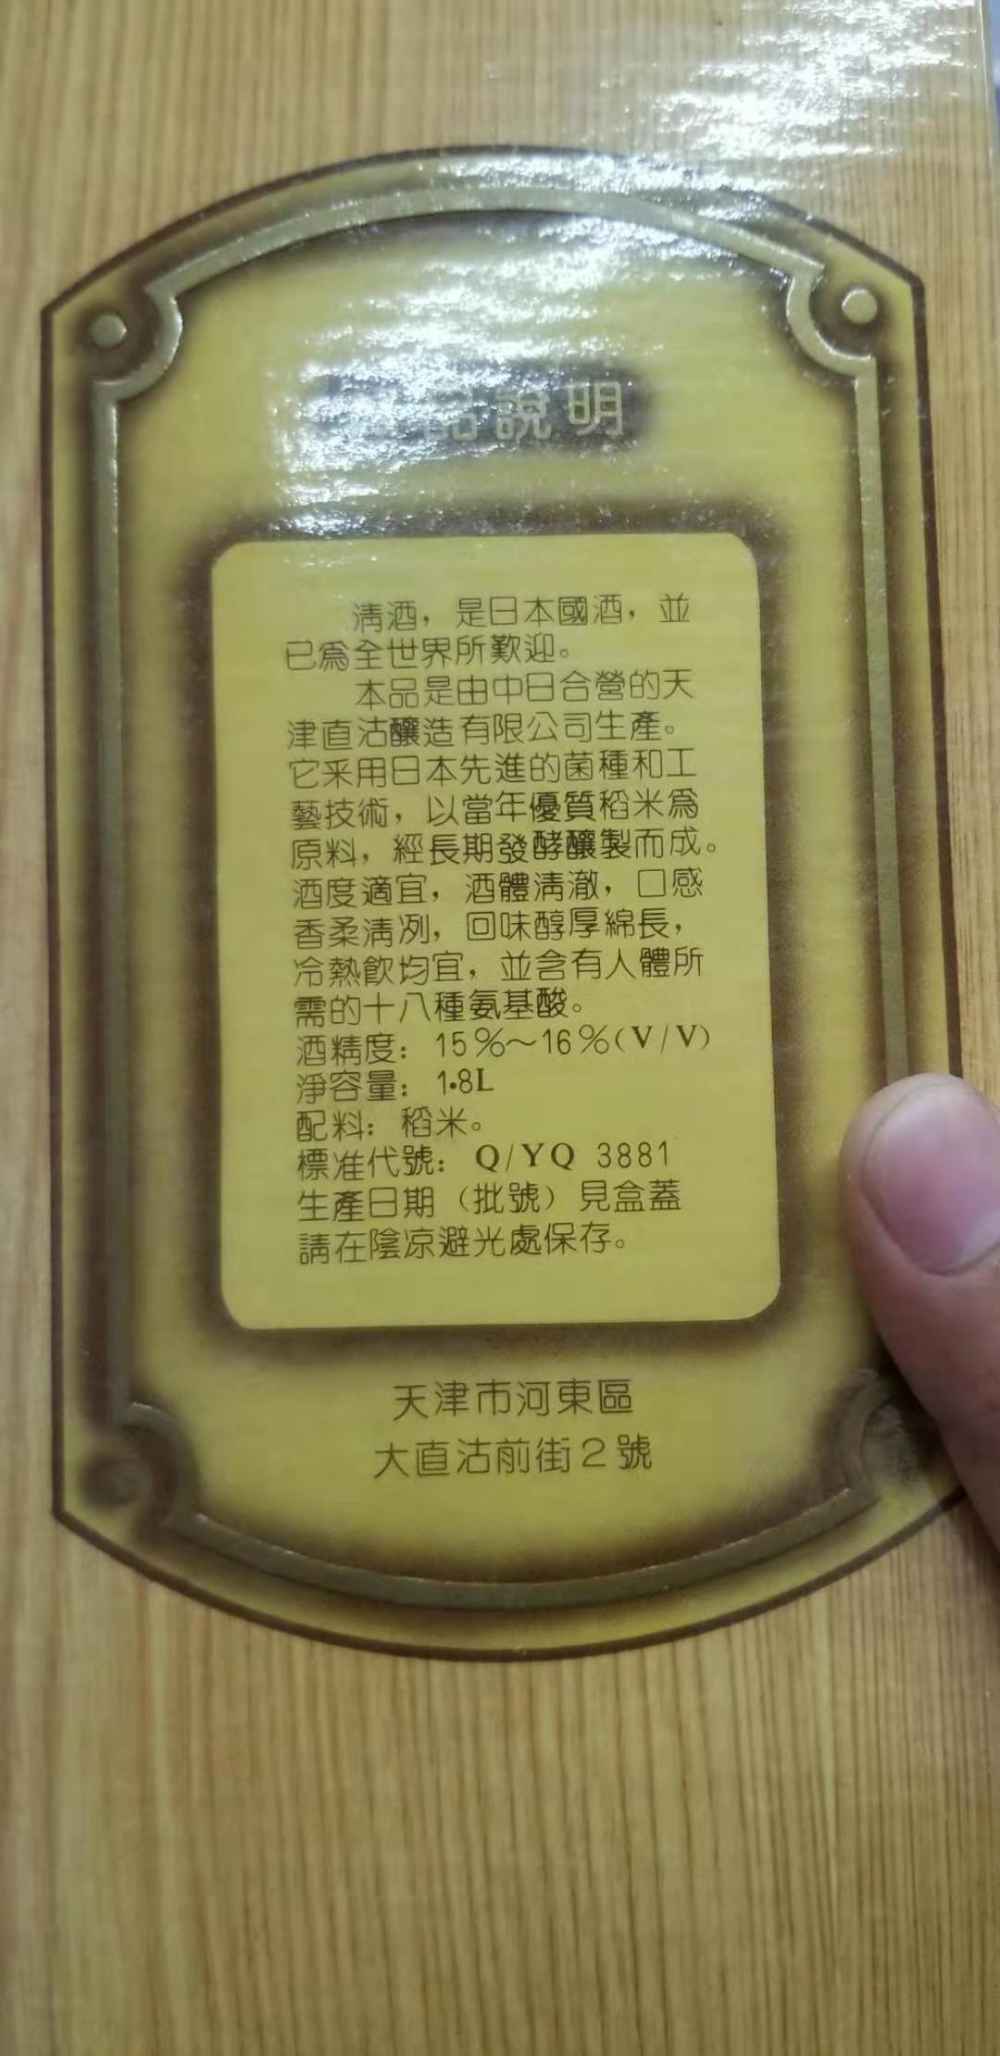 品説明
清酒，是日本國酒，並
已爲全世界所歡迎。
本品是由中日合營的天
津直沽釀造有限公司生產。
它采用日本先進的菌種和工
藝技術，以當年優質稻米爲
原料，經長期發酵釀製而成。
酒度適宜，酒體清澈，口感
香柔清冽，回味醇厚綿長，
冷熱飲均宜，並含有人體所
需的十八種氨基酸。
酒精度：15%～16%(V/V)
淨容量：1·8L
配料：稻米。
標准代號：Q/YQ 3881
生產日期（批號）見盒蓋
請在陰凉避光處保存。
天津市河東區
大直沽前街2號